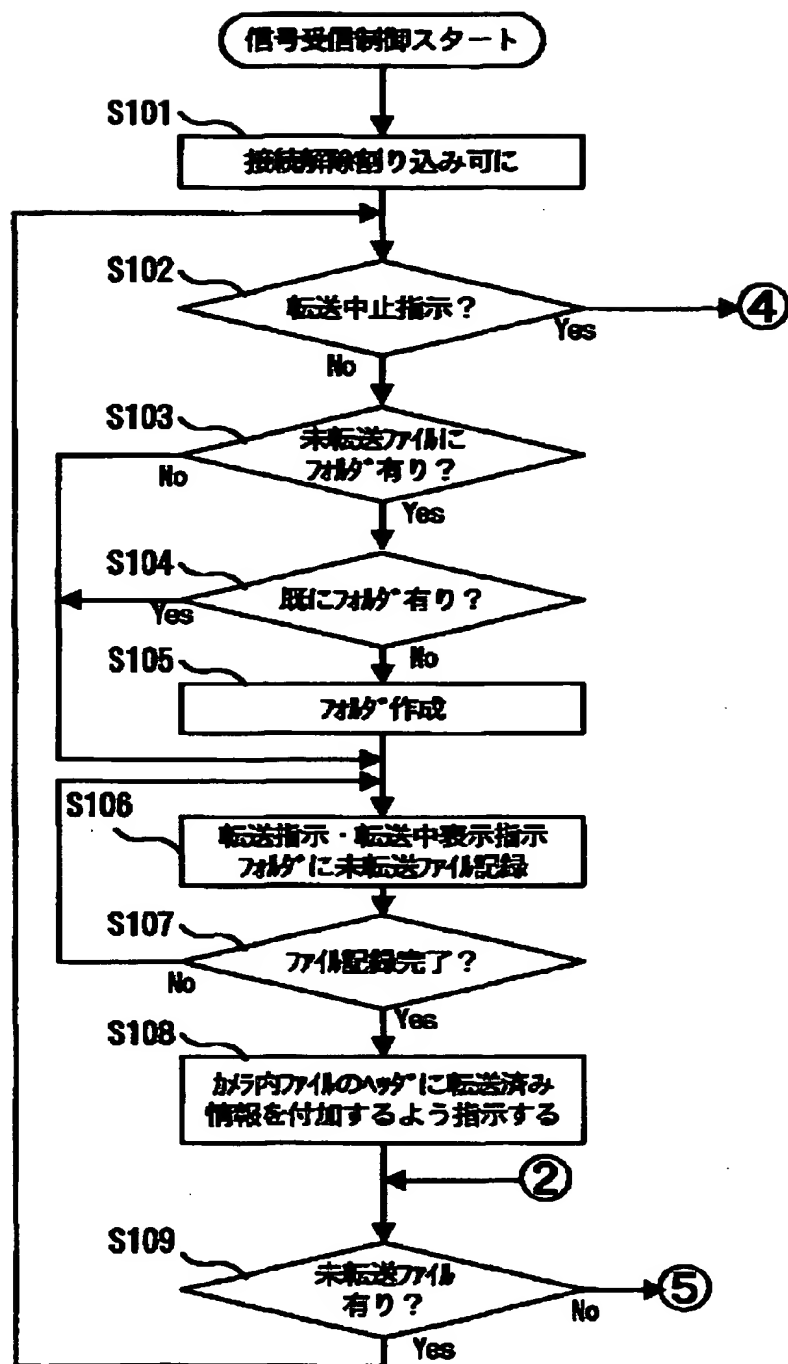 信号受信制御スタート
S101
接続解除割り込み可に
S102
転送中止指示？
Yes
④
No
S103
未転送ファイルに
フォルダ有り？
No
Yes
S104
既にフォルダ有り？
Yes
No
S105
フォルダ作成
S106
転送指示・転送中表示指示
フォルダに未転送ファイル記録
S107
ファイル記録完了？
No
Yes
S108
カメラ内ファイルのヘッダに転送済み
情報を付加するよう指示する
②
S109
未転送ファイル
有り？
No
⑤
Yes